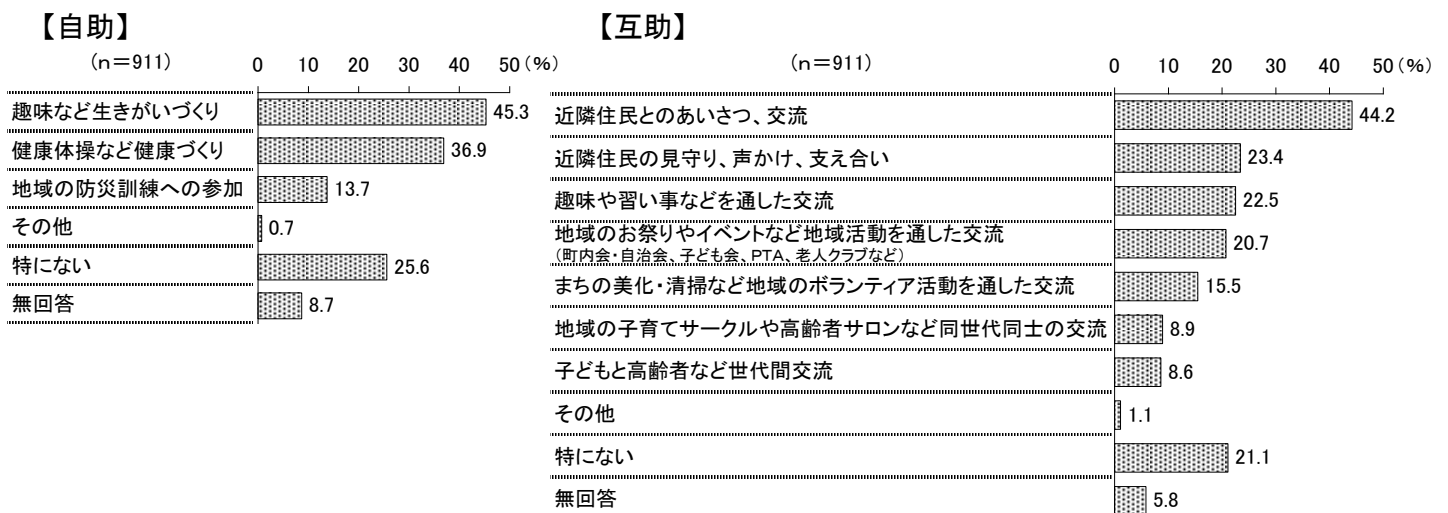 【自助】
(n=911)
0 10 20 30 40 50(%)
趣味など生きがいづくり 45.3
健康体操など健康づくり 36.9
地域の防災訓練への参加 13.7
その他 0.7
特にない 25.6
無回答 8.7
【互助】
(n=911)
0 10 20 30 40 50(%)
近隣住民とのあいさつ、交流 44.2
近隣住民の見守り、声かけ、支え合い 23.4
趣味や習い事などを通した交流 22.5
地域のお祭りやイベントなど地域活動を通した交流 20.7
(町内会・自治会、子ども会、PTA、老人クラブなど)
まちの美化・清掃など地域のボランティア活動を通した交流 15.5
地域の子育てサークルや高齢者サロンなど同世代同士の交流 8.9
子どもと高齢者など世代間交流 8.6
その他 1.1
特にない 21.1
無回答 5.8